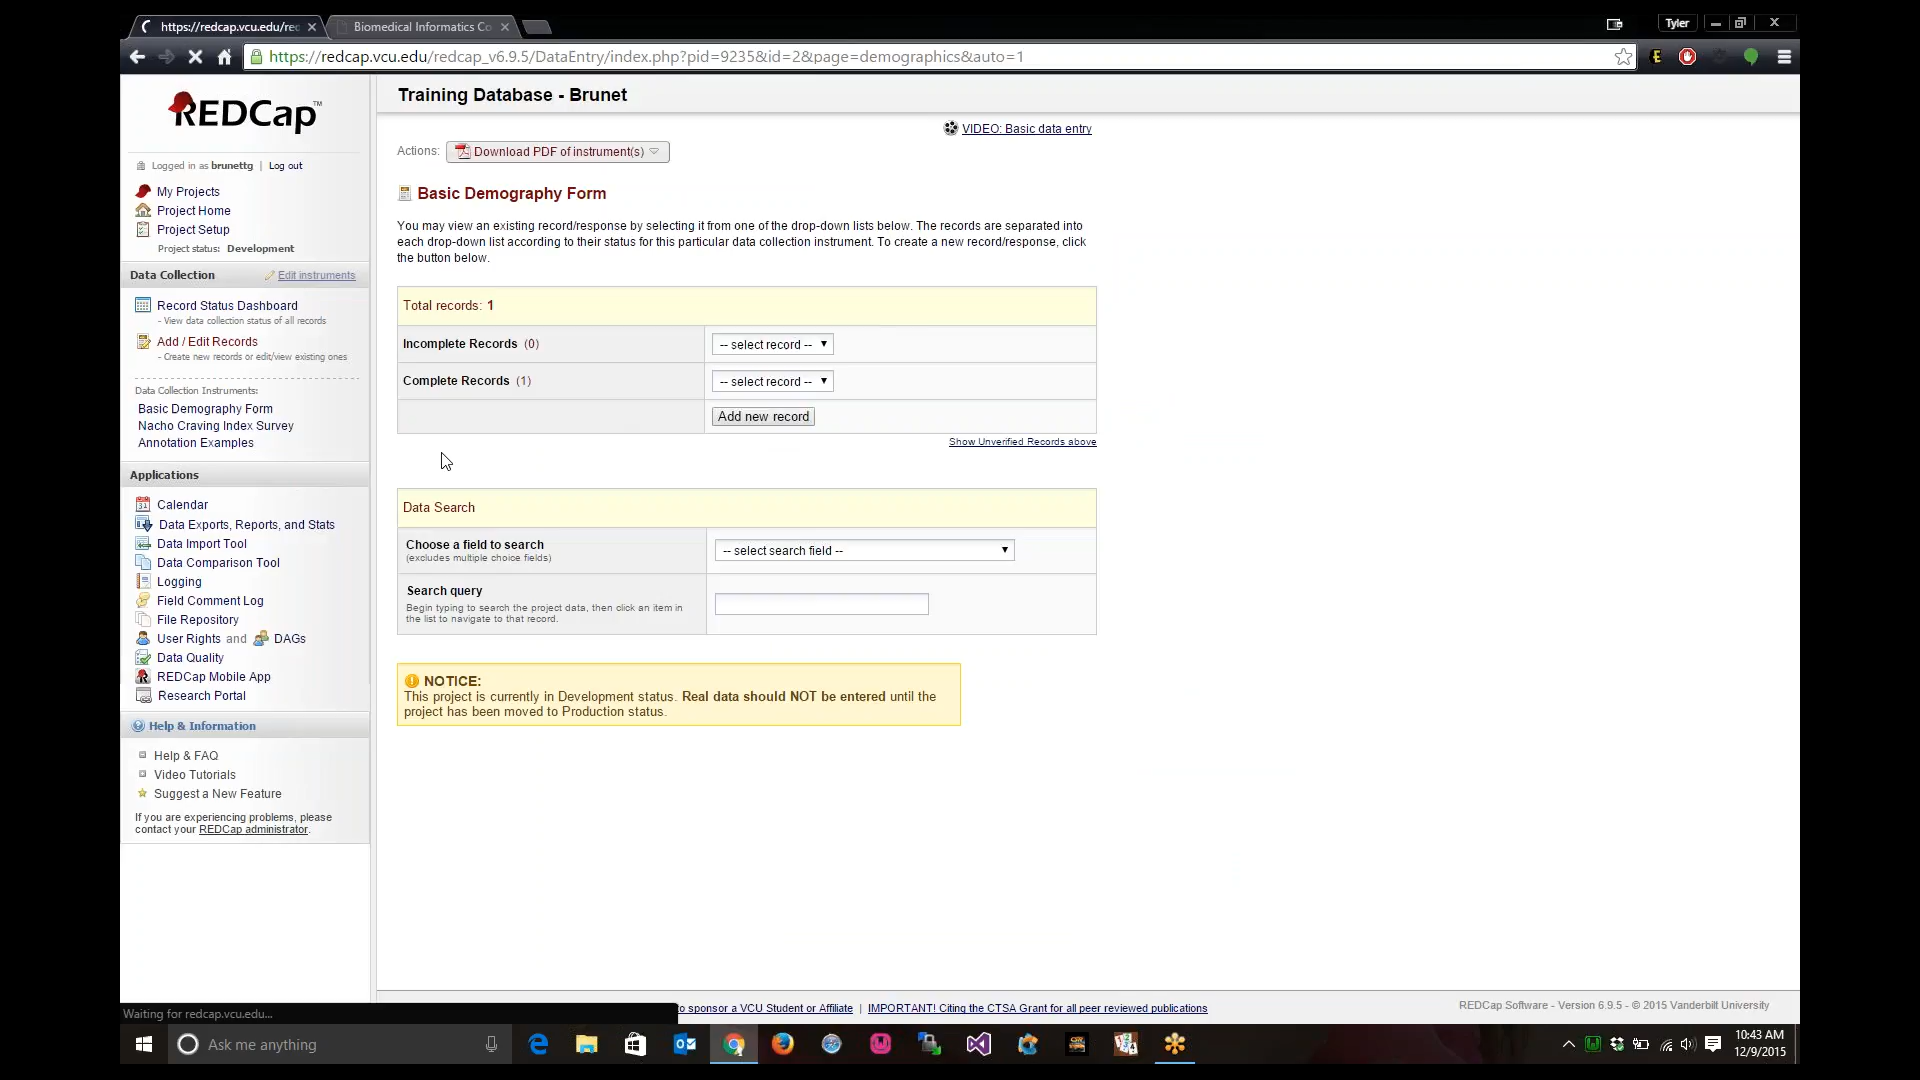 https://redcap.vcu.edu/rec
Biomedical Informatics Co
Tyler
https://redcap.vcu.edu/redcap_v6.9.5/DataEntry/index.php?pid=9235&id=2&page=demographics&auto=1
REDCap™
Logged in as brunettg | Log out
My Projects
Project Home
Project Setup
Project status: Development
Data Collection
Edit instruments
Record Status Dashboard
- View data collection status of all records
Add / Edit Records
- Create new records or edit/view existing ones
Data Collection Instruments:
Basic Demography Form
Nacho Craving Index Survey
Annotation Examples
Applications
Calendar
Data Exports, Reports, and Stats
Data Import Tool
Data Comparison Tool
Logging
Field Comment Log
File Repository
User Rights and DAGs
Data Quality
REDCap Mobile App
Research Portal
Help & Information
Help & FAQ
Video Tutorials
Suggest a New Feature
If you are experiencing problems, please
contact your REDCap administrator.
Training Database - Brunet
VIDEO: Basic data entry
Actions: Download PDF of instrument(s)
Basic Demography Form
You may view an existing record/response by selecting it from one of the drop-down lists below. The records are separated into
each drop-down list according to their status for this particular data collection instrument. To create a new record/response, click
the button below.
Total records: 1
Incomplete Records (0) -- select record --
Complete Records (1) -- select record --
Add new record
Show Unverified Records above
Data Search
Choose a field to search
(excludes multiple choice fields)
-- select search field --
Search query
Begin typing to search the project data, then click an item in
the list to navigate to that record.
NOTICE:
This project is currently in Development status. Real data should NOT be entered until the
project has been moved to Production status.
Waiting for redcap.vcu.edu...
to sponsor a VCU Student or Affiliate | IMPORTANT! Citing the CTSA Grant for all peer reviewed publications
REDCap Software - Version 6.9.5 - © 2015 Vanderbilt University
Ask me anything
10:43 AM
12/9/2015